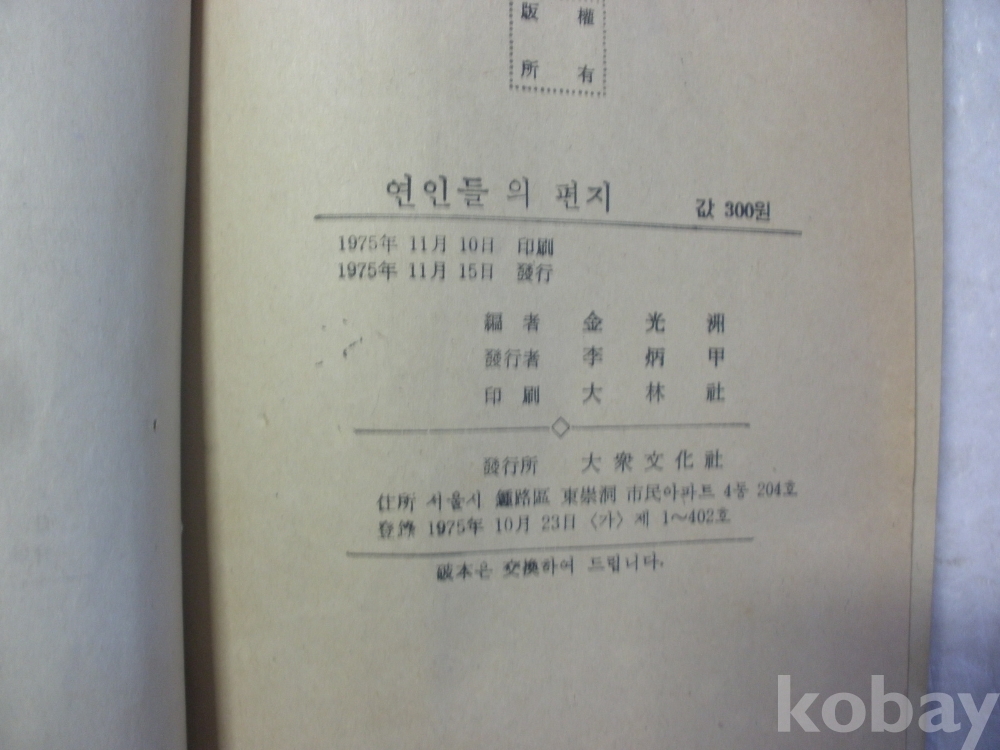 版 權
所 有
연인들의 편지 값 300원
1975年 11月 10日 印刷
1975年 11月 15日 發行
編 者 金 光 洲
發行者 李 炳 甲
印 刷 大 林 社
發行所 大 衆 文 化 社
住所 서울시 鍾路區 東崇洞 市民아파트 4동 204호
登錄 1975年 10月 23日 〈가〉 제 1~402호
破本은 交換하여 드립니다.
kobay